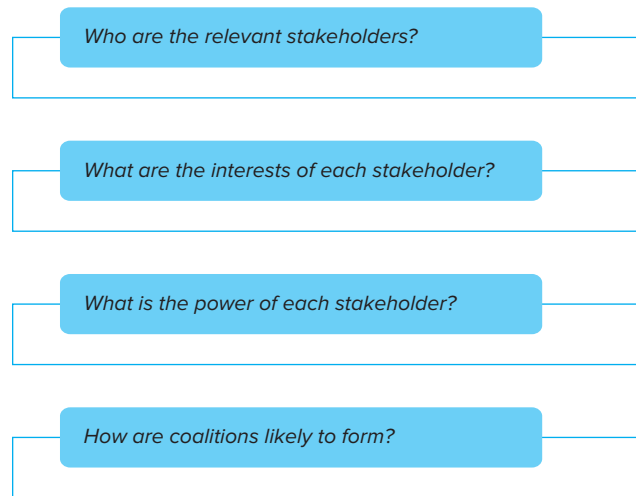 Who are the relevant stakeholders?
What are the interests of each stakeholder?
What is the power of each stakeholder?
How are coalitions likely to form?